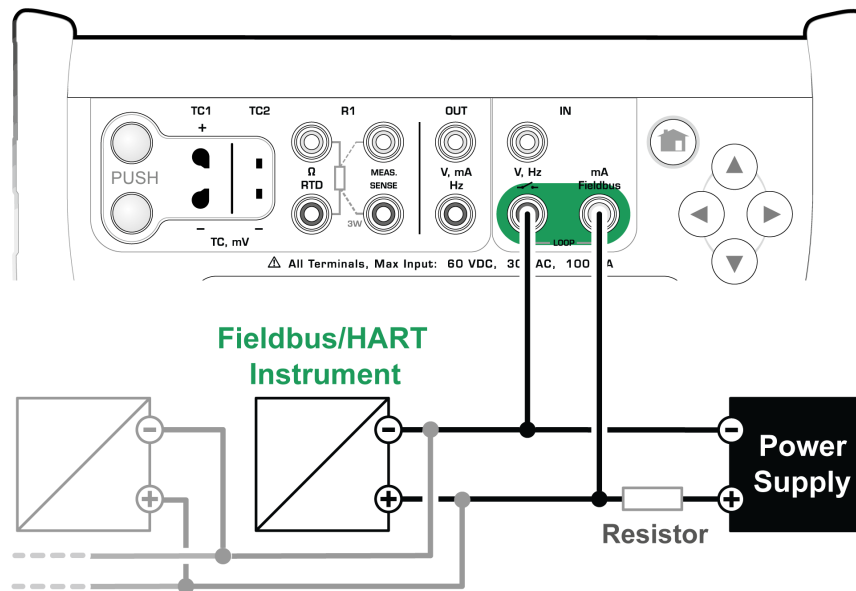 TC1 TC2 R1 OUT IN
+
PUSH
Ω
RTD
MEAS.
SENSE
V, mA
Hz
V, Hz
mA
Fieldbus
3W
LOOP
− −
TC, mV
⚠ All Terminals, Max Input: 60 VDC, 30 AC, 100 A
Fieldbus/HART
Instrument
−
+
−
+
−
+
Power
Supply
Resistor